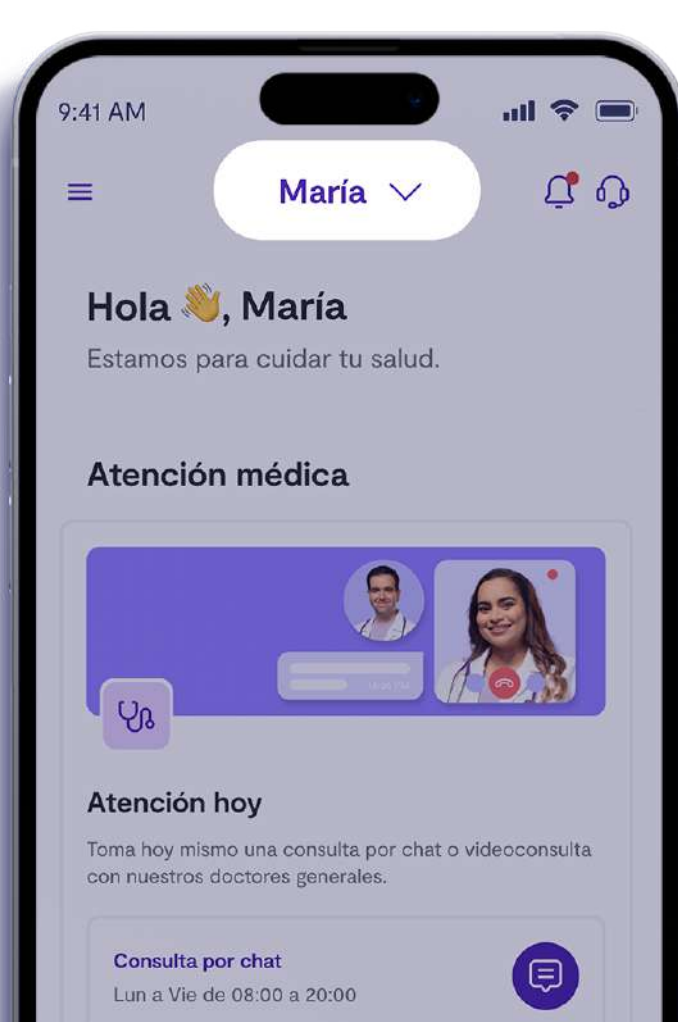 9:41 AM
María
Hola 👋, María
Estamos para cuidar tu salud.
Atención médica
Atención hoy
Toma hoy mismo una consulta por chat o videoconsulta
con nuestros doctores generales.
Consulta por chat
Lun a Vie de 08:00 a 20:00